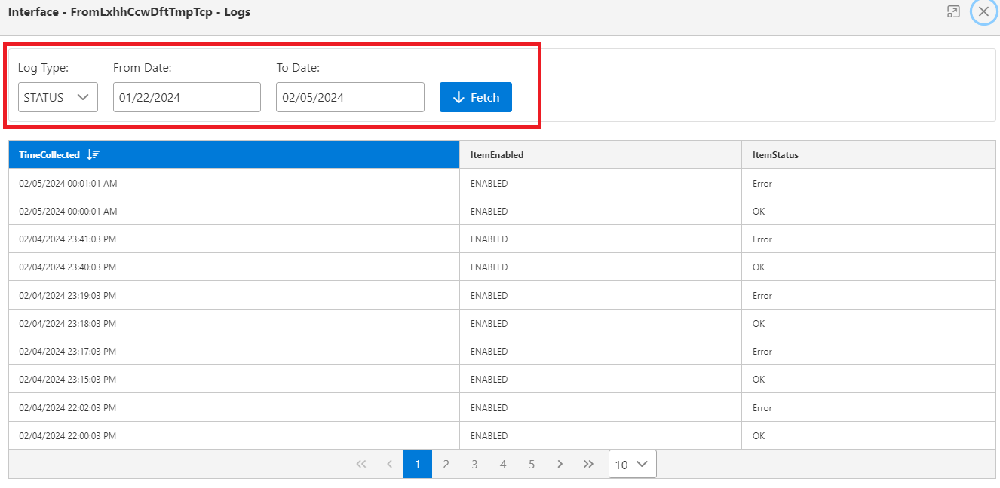 Interface - FromLxhhCcwDftTmpTcp - Logs
Log Type: From Date: To Date:
STATUS 01/22/2024 02/05/2024 Fetch
TimeCollected ItemEnabled ItemStatus
02/05/2024 00:01:01 AM ENABLED Error
02/05/2024 00:00:01 AM ENABLED OK
02/04/2024 23:41:03 PM ENABLED Error
02/04/2024 23:40:03 PM ENABLED OK
02/04/2024 23:19:03 PM ENABLED Error
02/04/2024 23:18:03 PM ENABLED OK
02/04/2024 23:17:03 PM ENABLED Error
02/04/2024 23:15:03 PM ENABLED OK
02/04/2024 22:02:03 PM ENABLED Error
02/04/2024 22:00:03 PM ENABLED OK
« ‹ 1 2 3 4 5 › » 10